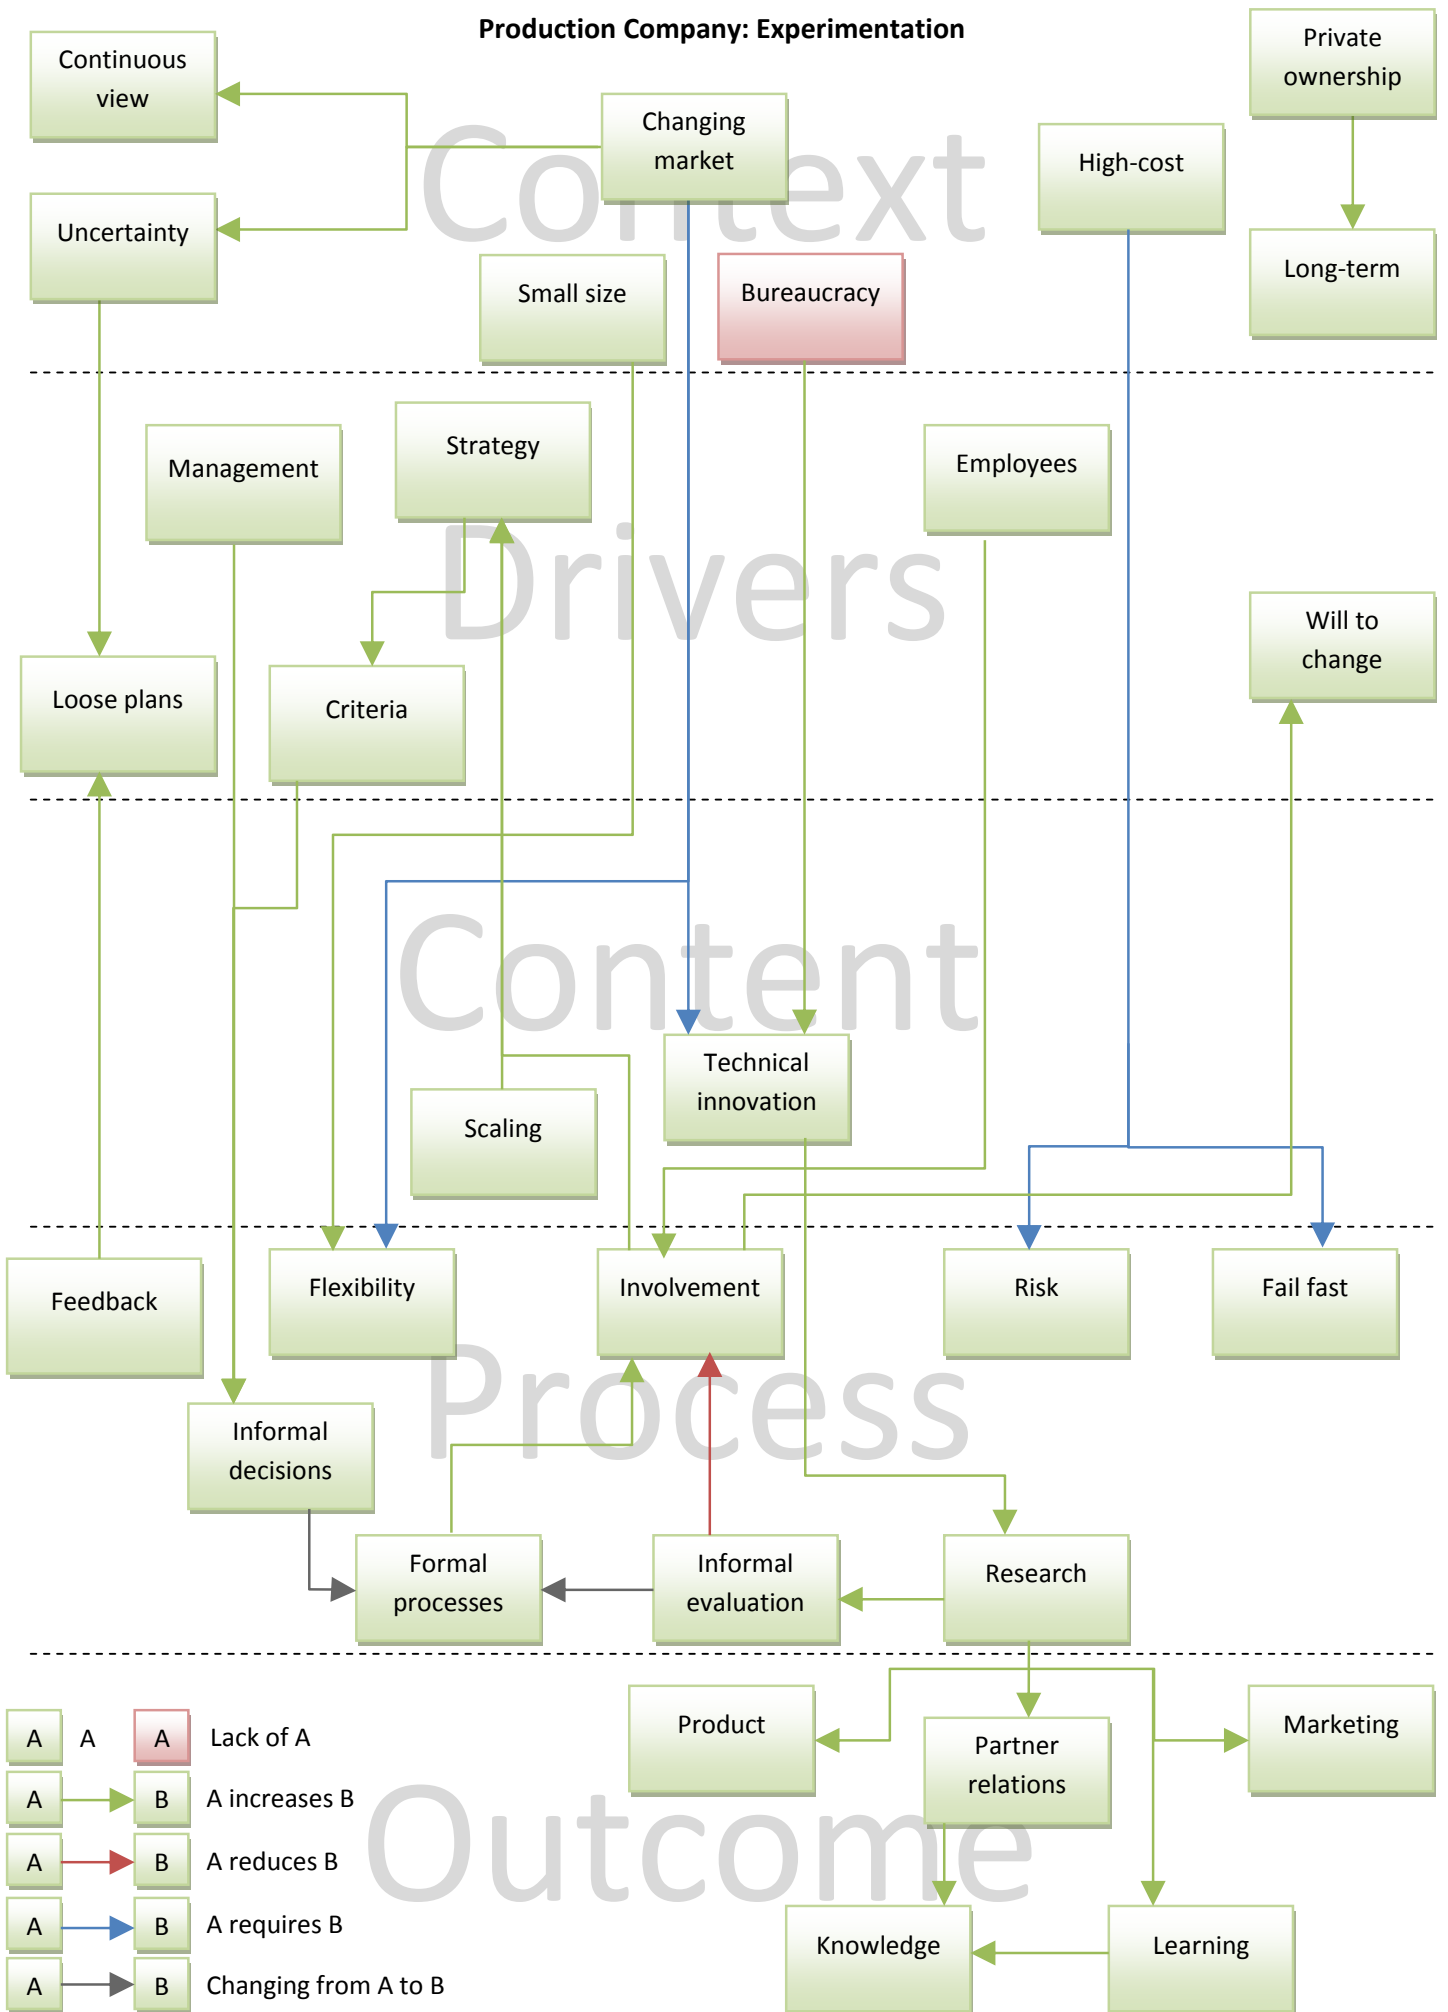 Production Company: Experimentation
Context
Continuous
view
Changing
market
Private
ownership
High-cost
Uncertainty
Small size
Bureaucracy
Long-term
Drivers
Management
Strategy
Employees
Loose plans
Criteria
Will to
change
Content
Technical
innovation
Scaling
Process
Feedback
Flexibility
Involvement
Risk
Fail fast
Informal
decisions
Formal
processes
Informal
evaluation
Research
Outcome
Product
Partner
relations
Marketing
Knowledge
Learning
A A A Lack of A
A B A increases B
A B A reduces B
A B A requires B
A B Changing from A to B